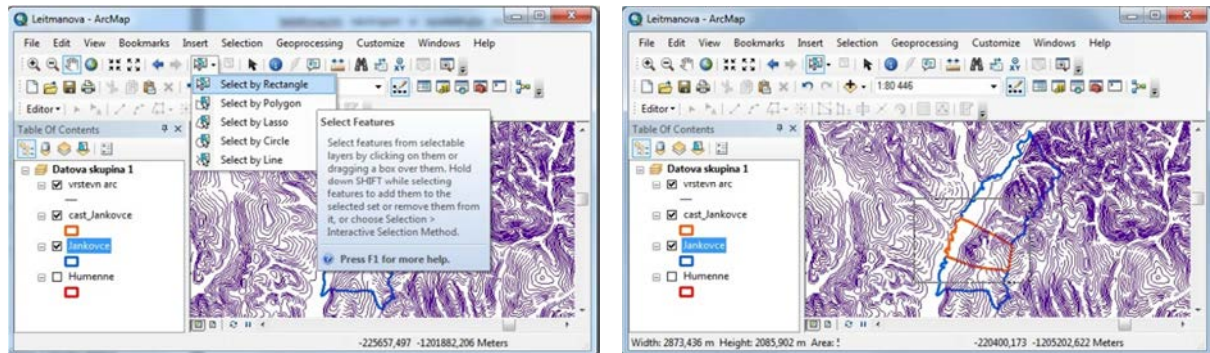 Leitmanova - ArcMap
File Edit View Bookmarks Insert Selection Geoprocessing Customize Windows Help
Select by Rectangle
Select by Polygon
Select by Lasso
Select by Circle
Select by Line
Editor
Table Of Contents
Datova skupina 1
vrstevn arc
cast_Jankovce
Jankovce
Humenne
Select Features
Select features from selectable
layers by clicking on them or
dragging a box over them. Hold
down SHIFT while selecting
features to add them to the
selected set or remove them from
it, or choose Selection >
Interactive Selection Method.
Press F1 for more help.
-225657,497 -1201882,206 Meters
Leitmanova - ArcMap
File Edit View Bookmarks Insert Selection Geoprocessing Customize Windows Help
1:80 446
Editor
Table Of Contents
Datova skupina 1
vrstevn arc
cast_Jankovce
Jankovce
Humenne
Width: 2873,436 m Height: 2085,902 m Area:
-220400,173 -1205202,622 Meters